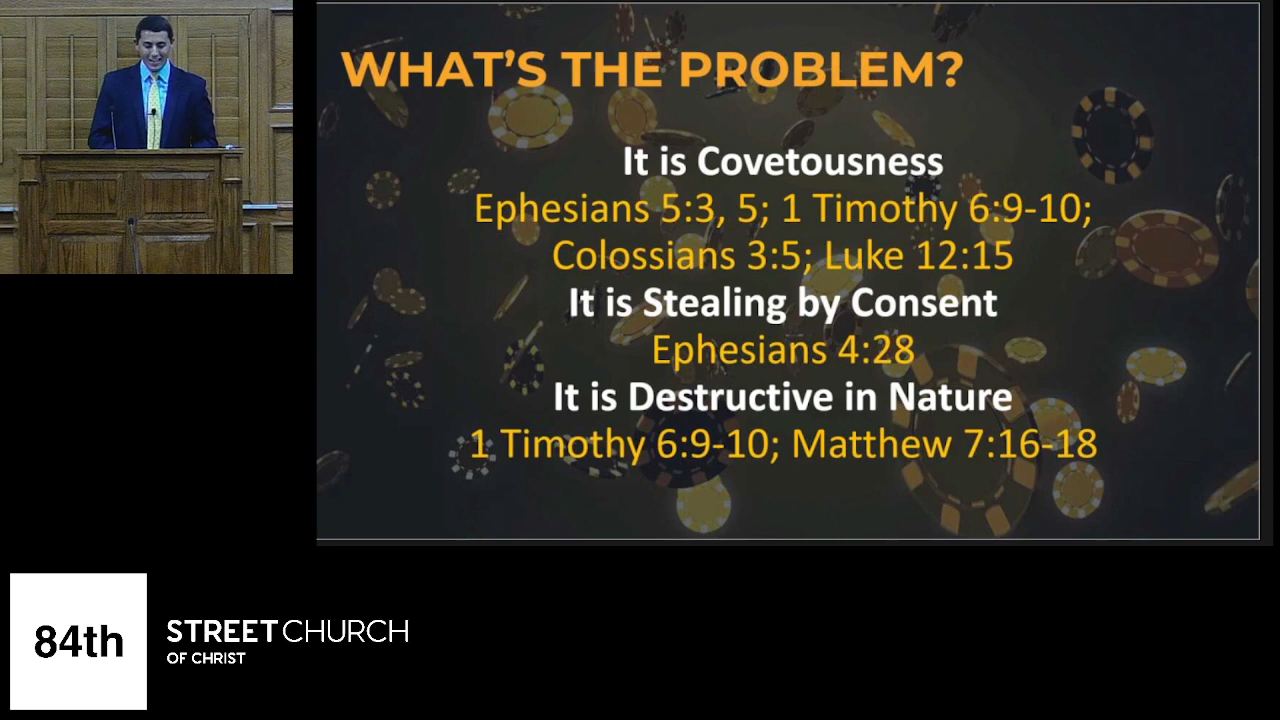 WHAT'S THE PROBLEM?
It is Covetousness
Ephesians 5:3, 5; 1 Timothy 6:9-10;
Colossians 3:5; Luke 12:15
It is Stealing by Consent
Ephesians 4:28
It is Destructive in Nature
1 Timothy 6:9-10; Matthew 7:16-18
84th
STREET CHURCH
OF CHRIST